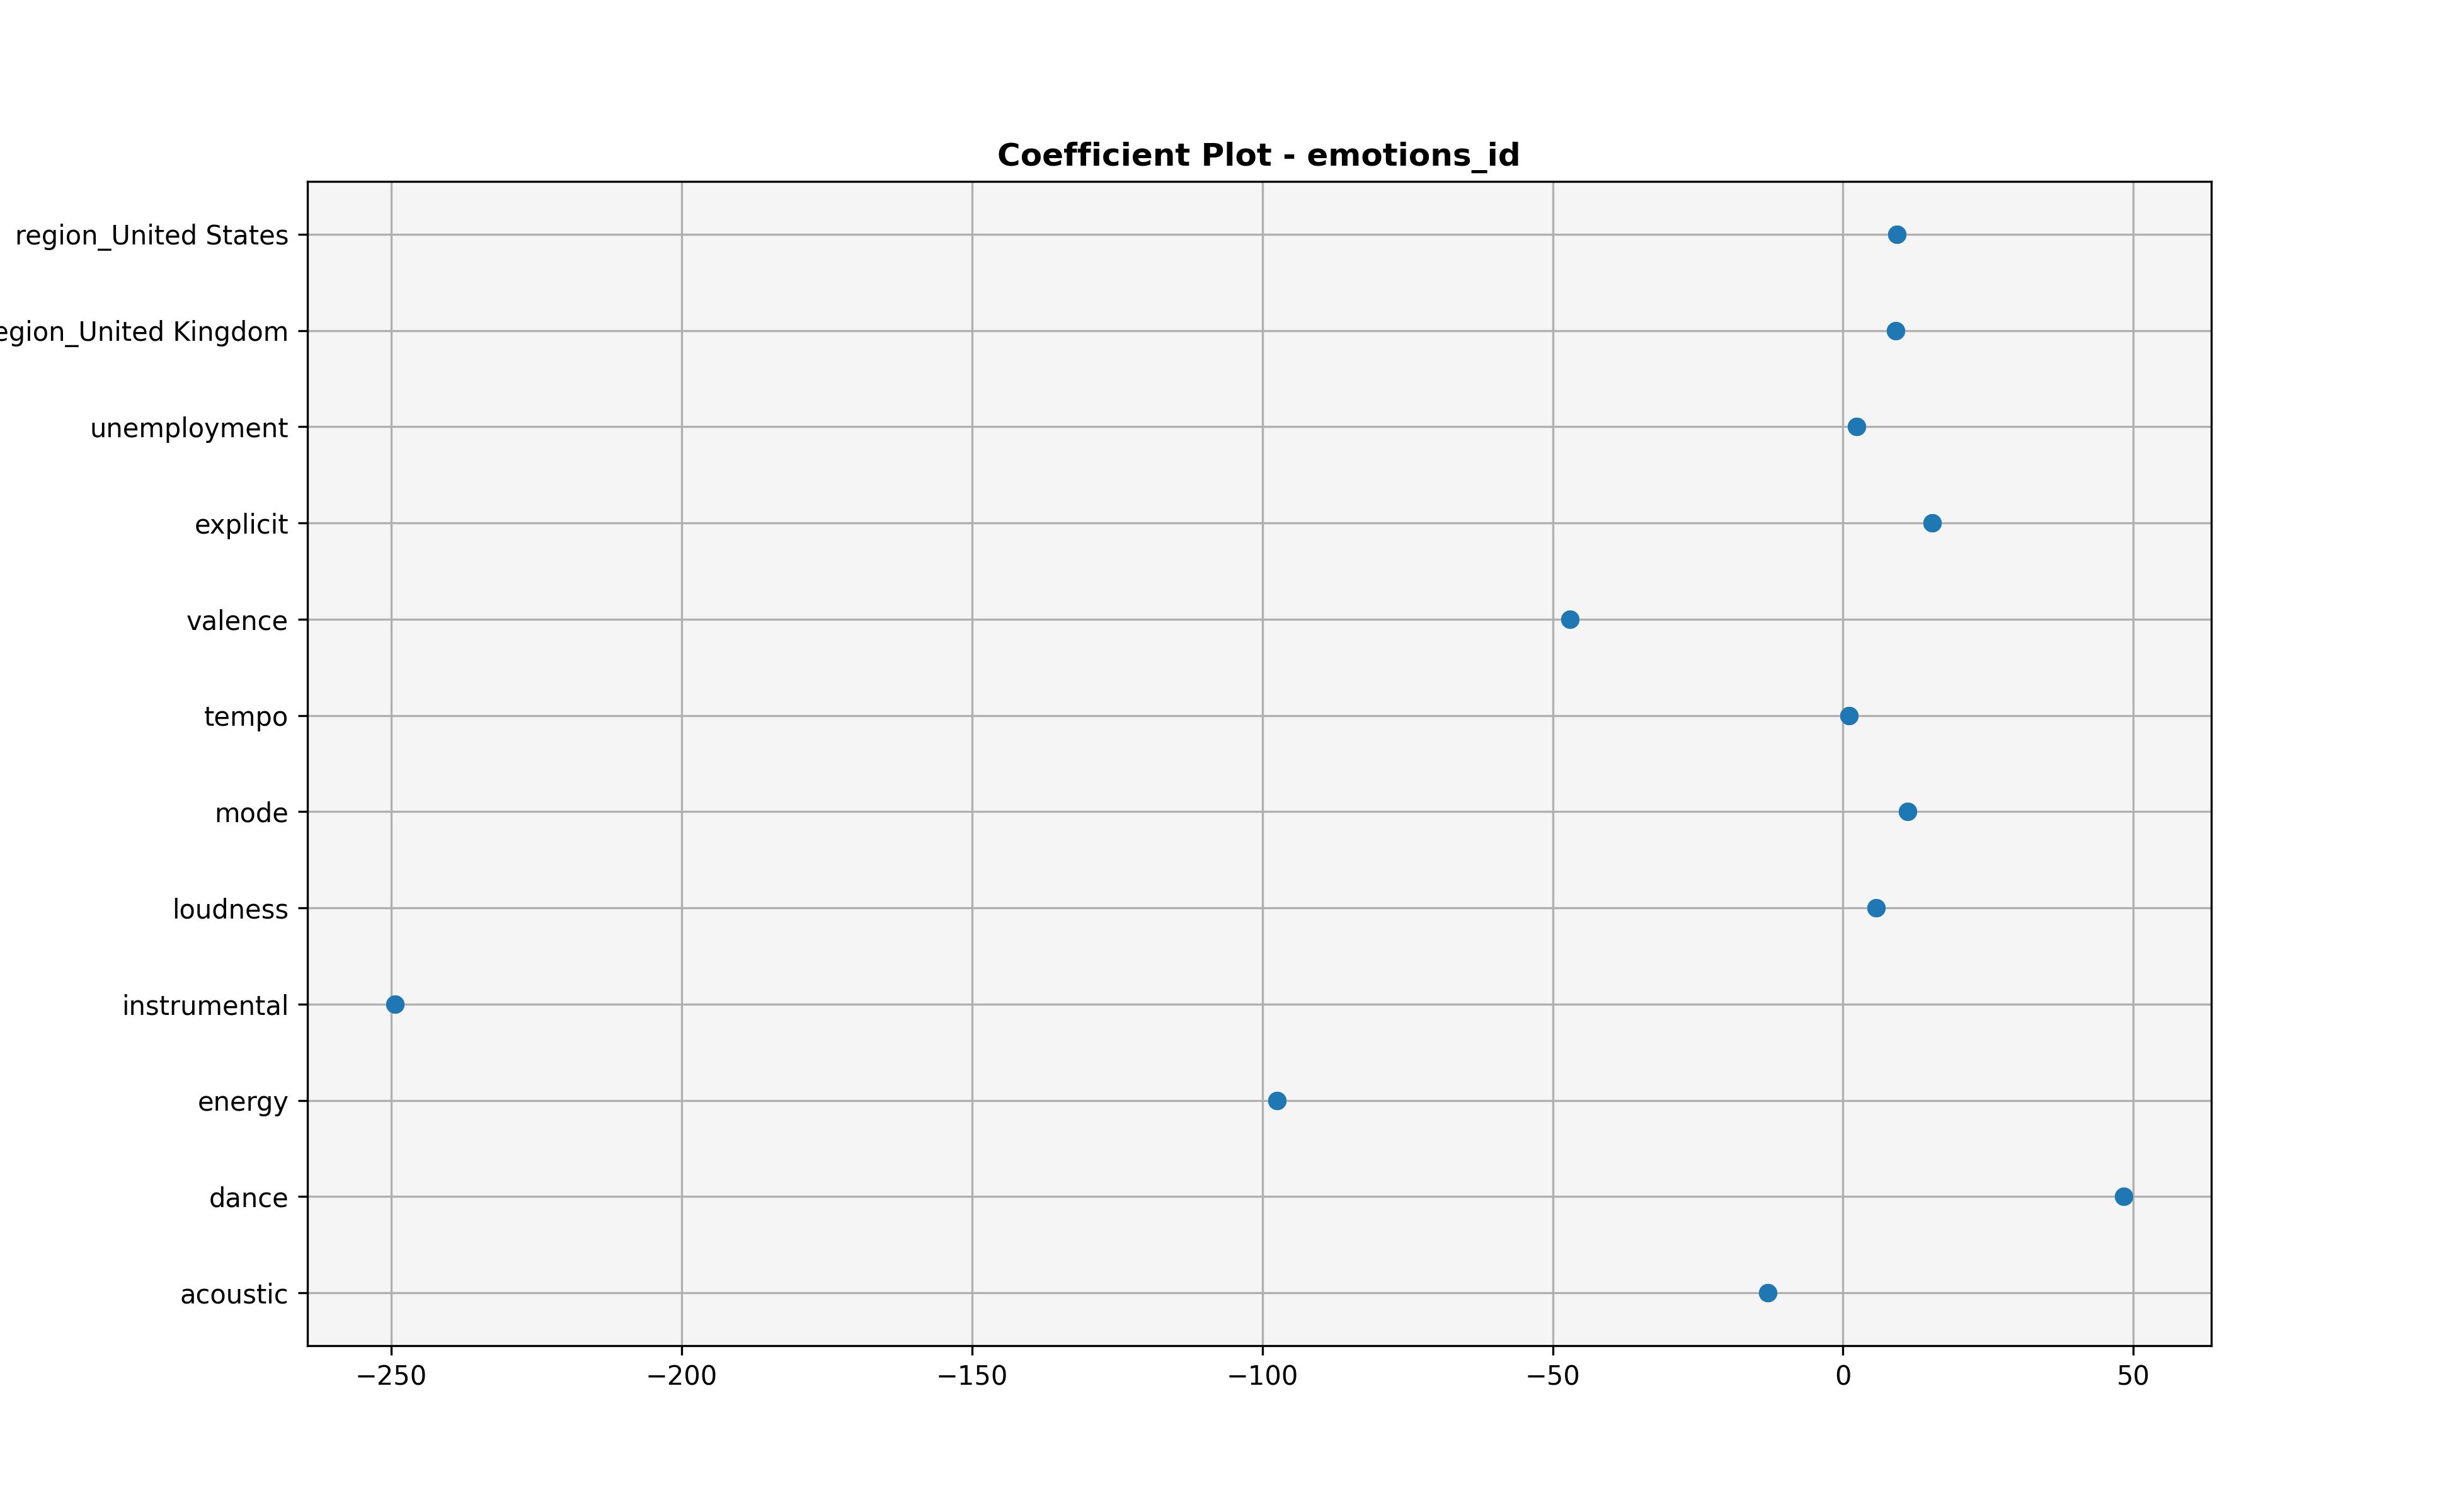 Coefficient Plot - emotions_id
region_United States
egion_United Kingdom
unemployment
explicit
valence
tempo
mode
loudness
instrumental
energy
dance
acoustic
−250 −200 −150 −100 −50 0 50